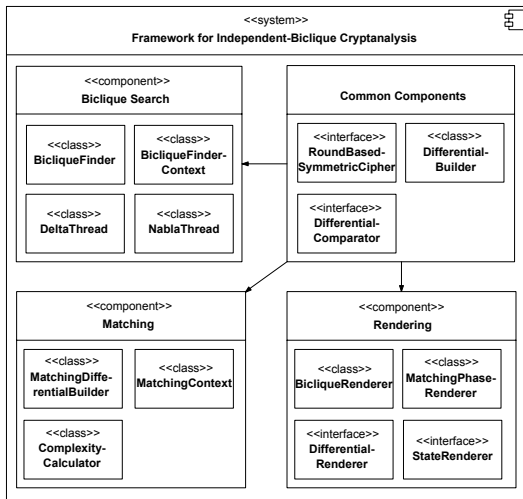 <<system>>
Framework for Independent-Biclique Cryptanalysis
<<component>>
Biclique Search
<<class>>
BicliqueFinder
<<class>>
BicliqueFinder-
Context
<<class>>
DeltaThread
<<class>>
NablaThread
Common Components
<<interface>>
RoundBased-
SymmetricCipher
<<class>>
Differential-
Builder
<<interface>>
Differential-
Comparator
<<component>>
Matching
<<class>>
MatchingDiffe-
rentialBuilder
<<class>>
MatchingContext
<<class>>
Complexity-
Calculator
<<component>>
Rendering
<<class>>
BicliqueRenderer
<<class>>
MatchingPhase-
Renderer
<<interface>>
Differential-
Renderer
<<interface>>
StateRenderer